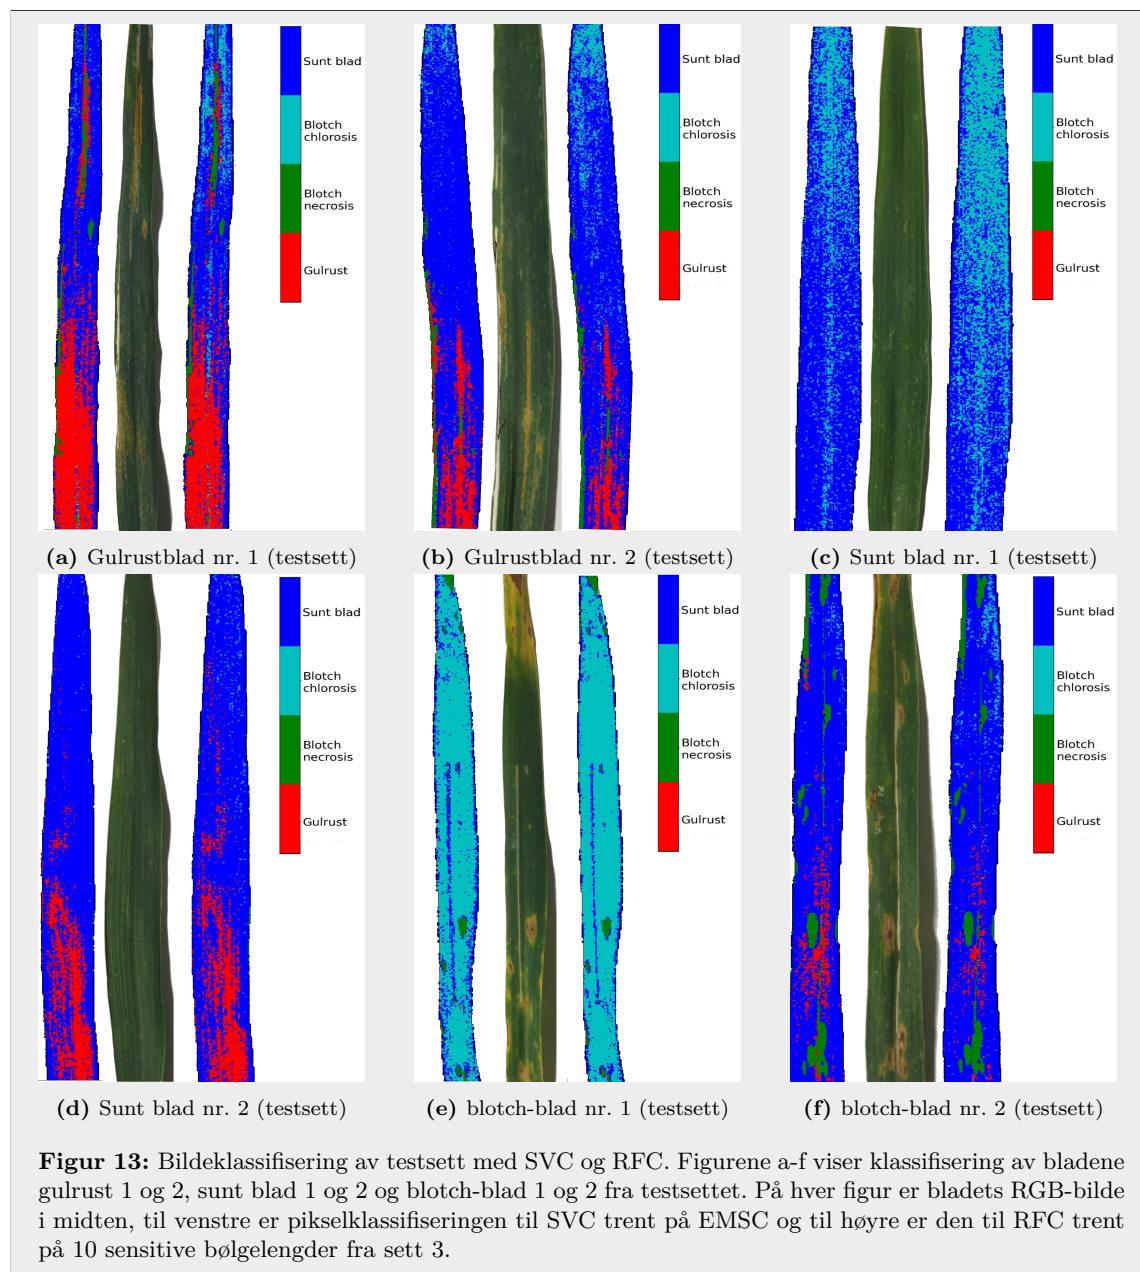 Sunt blad
Blotch
chlorosis
Blotch
necrosis
Gulrust
(a) Gulrustblad nr. 1 (testsett)
Sunt blad
Blotch
chlorosis
Blotch
necrosis
Gulrust
(b) Gulrustblad nr. 2 (testsett)
Sunt blad
Blotch
chlorosis
Blotch
necrosis
Gulrust
(c) Sunt blad nr. 1 (testsett)
Sunt blad
Blotch
chlorosis
Blotch
necrosis
Gulrust
(d) Sunt blad nr. 2 (testsett)
Sunt blad
Blotch
chlorosis
Blotch
necrosis
Gulrust
(e) blotch-blad nr. 1 (testsett)
Sunt blad
Blotch
chlorosis
Blotch
necrosis
Gulrust
(f) blotch-blad nr. 2 (testsett)
Figur 13: Bildeklassifisering av testsett med SVC og RFC. Figurene a-f viser klassifisering av bladene
gulrust 1 og 2, sunt blad 1 og 2 og blotch-blad 1 og 2 fra testsettet. På hver figur er bladets RGB-bilde
i midten, til venstre er pikselklassifiseringen til SVC trent på EMSC og til høyre er den til RFC trent
på 10 sensitive bølgelengder fra sett 3.